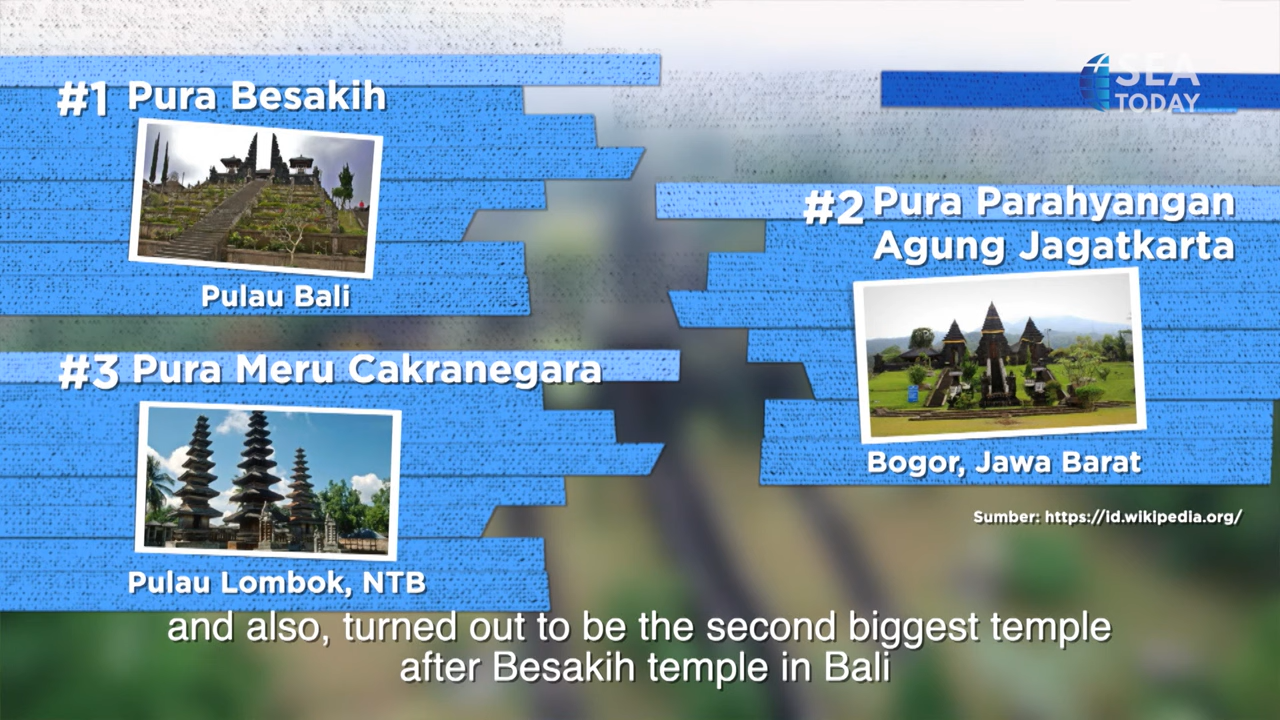 #1 Pura Besakih
Pulau Bali
SEA
TODAY
#2 Pura Parahyangan
Agung Jagatkarta
Bogor, Jawa Barat
#3 Pura Meru Cakranegara
Pulau Lombok, NTB
Sumber: https://id.wikipedia.org/
and also, turned out to be the second biggest temple
after Besakih temple in Bali